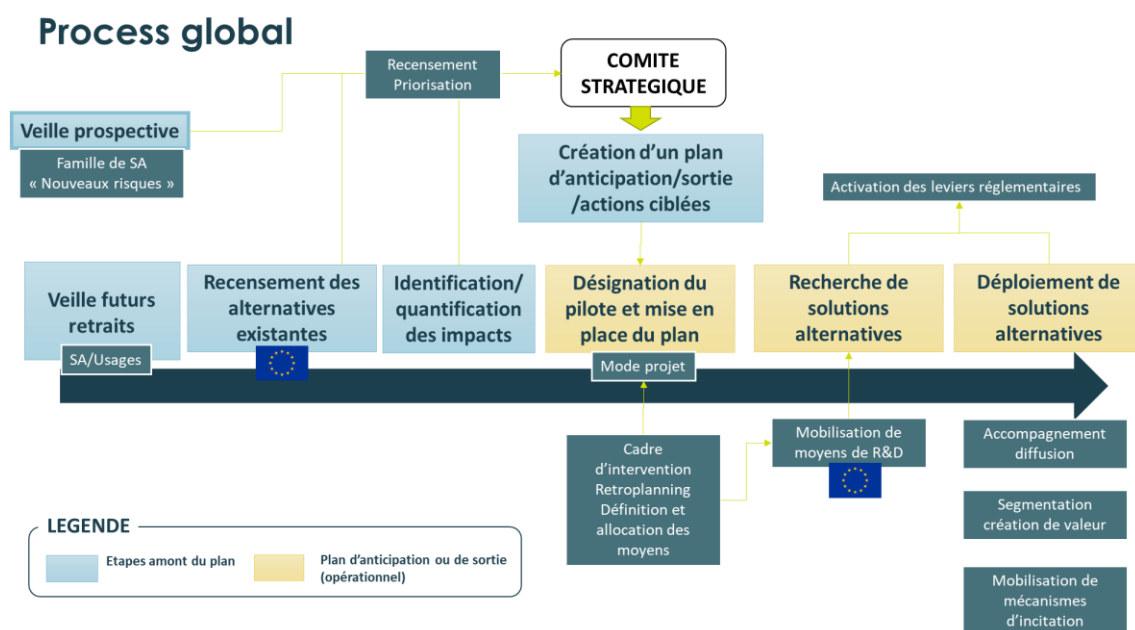 Process global
Recensement
Priorisation
COMITE
STRATEGIQUE
Veille prospective
Famille de SA
« Nouveaux risques »
Création d’un plan
d’anticipation/sortie
/actions ciblées
Activation des leviers réglementaires
Veille futurs
retraits
SA/Usages
Recensement des
alternatives
existantes
Identification/
quantification
des impacts
Désignation du
pilote et mise en
place du plan
Mode projet
Recherche de
solutions
alternatives
Déploiement de
solutions
alternatives
Cadre
d’intervention
Retroplanning
Définition et
allocation des
moyens
Mobilisation de
moyens de R&D
Accompagnement
diffusion
Segmentation
création de valeur
Mobilisation de
mécanismes
d’incitation
LEGENDE
Etapes amont du plan
Plan d’anticipation ou de sortie
(opérationnel)